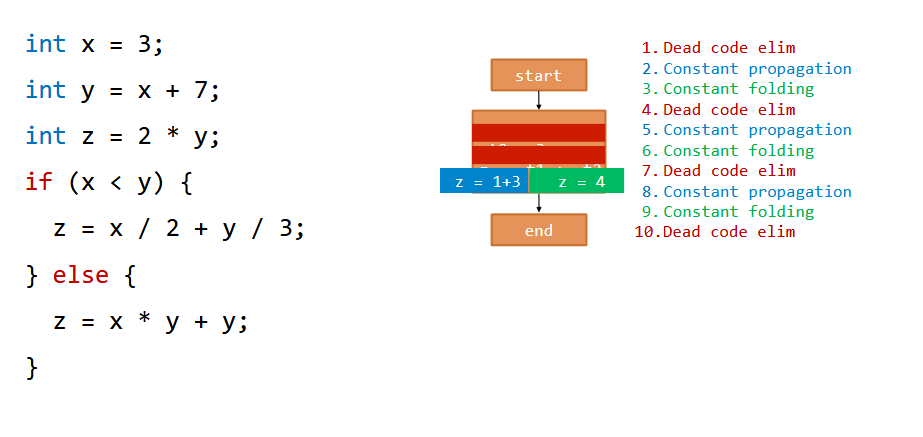 int x = 3;
int y = x + 7;
int z = 2 * y;
if (x < y) {
z = x / 2 + y / 3;
} else {
z = x * y + y;
}
start
z = 1+3
z = 4
end
1. Dead code elim
2. Constant propagation
3. Constant folding
4. Dead code elim
5. Constant propagation
6. Constant folding
7. Dead code elim
8. Constant propagation
9. Constant folding
10. Dead code elim